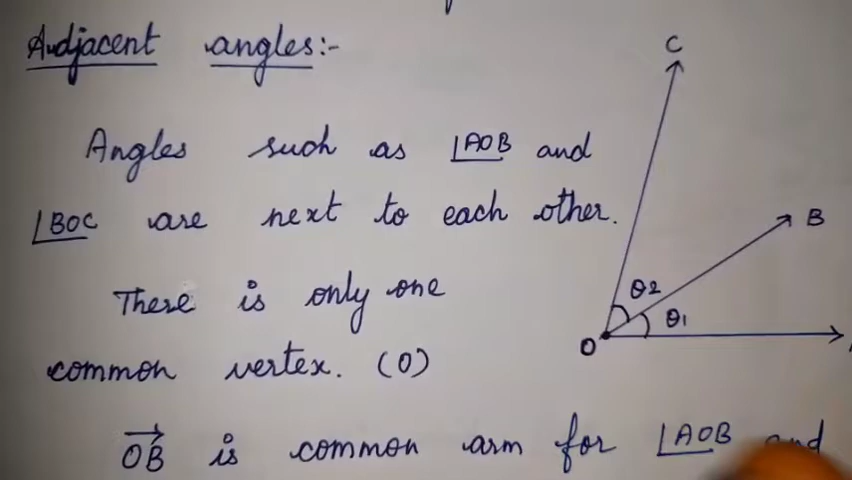 Adjacent angles:-
C
Angles such as ∠AOB and
∠BOC are next to each other.
B
There is only one
θ2
θ1
O
common vertex. (O)
OB is common arm for ∠AOB and